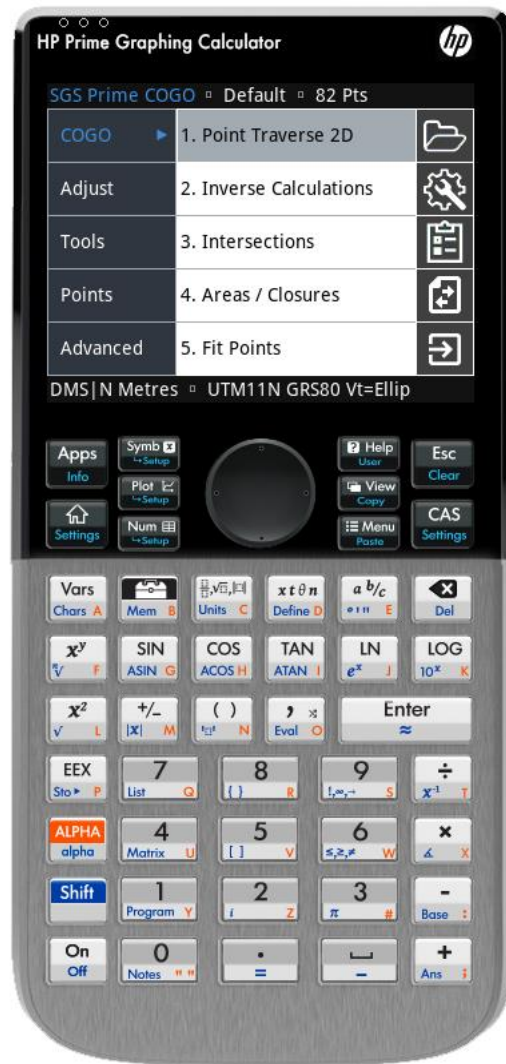 HP Prime Graphing Calculator hp
SGS Prime COGO ▫ Default ▫ 82 Pts
COGO ▸ 1. Point Traverse 2D
Adjust 2. Inverse Calculations
Tools 3. Intersections
Points 4. Areas / Closures
Advanced 5. Fit Points
DMS|N Metres ▫ UTM11N GRS80 Vt=Ellip
Apps Symb Help Esc
Info ↪Setup User Clear
Plot View
↪Setup Copy
Num Menu CAS
Settings ↪Setup Paste Settings
Vars x t θ n a b/c
Chars A Mem B Units C Define D ° ' " E Del
xʸ SIN COS TAN LN LOG
ⁿ√ F ASIN G ACOS H ATAN I eˣ J 10ˣ K
x² +/- ( ) , Enter
√ L |x| M N Eval O ≈
EEX 7 8 9 ÷
Sto ▸ P List Q { } R !,∞,→ S x⁻¹ T
ALPHA 4 5 6 ×
alpha Matrix U [ ] V ≤,≥,≠ W ∡ X
Shift 1 2 3 -
Program Y i Z π # Base :
On 0 . +
Off Notes " " = _ Ans ;